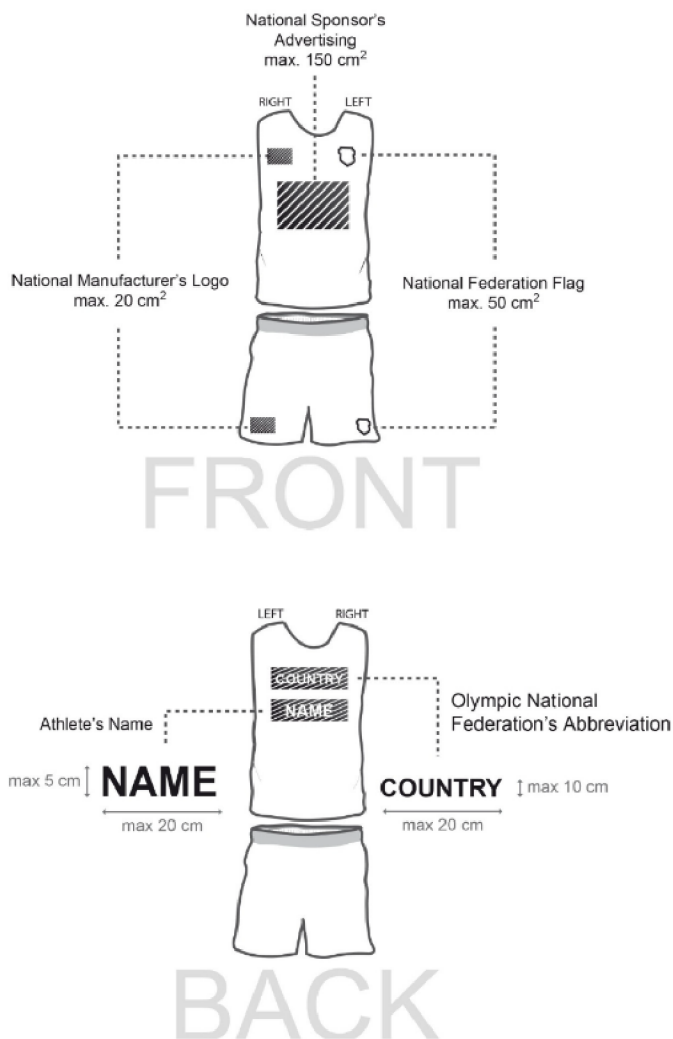 National Sponsor's
Advertising
max. 150 cm²
RIGHT LEFT
National Manufacturer's Logo
max. 20 cm²
National Federation Flag
max. 50 cm²
FRONT
LEFT RIGHT
COUNTRY
NAME
Athlete's Name
Olympic National
Federation's Abbreviation
max 5 cm NAME
max 20 cm
COUNTRY max 10 cm
max 20 cm
BACK